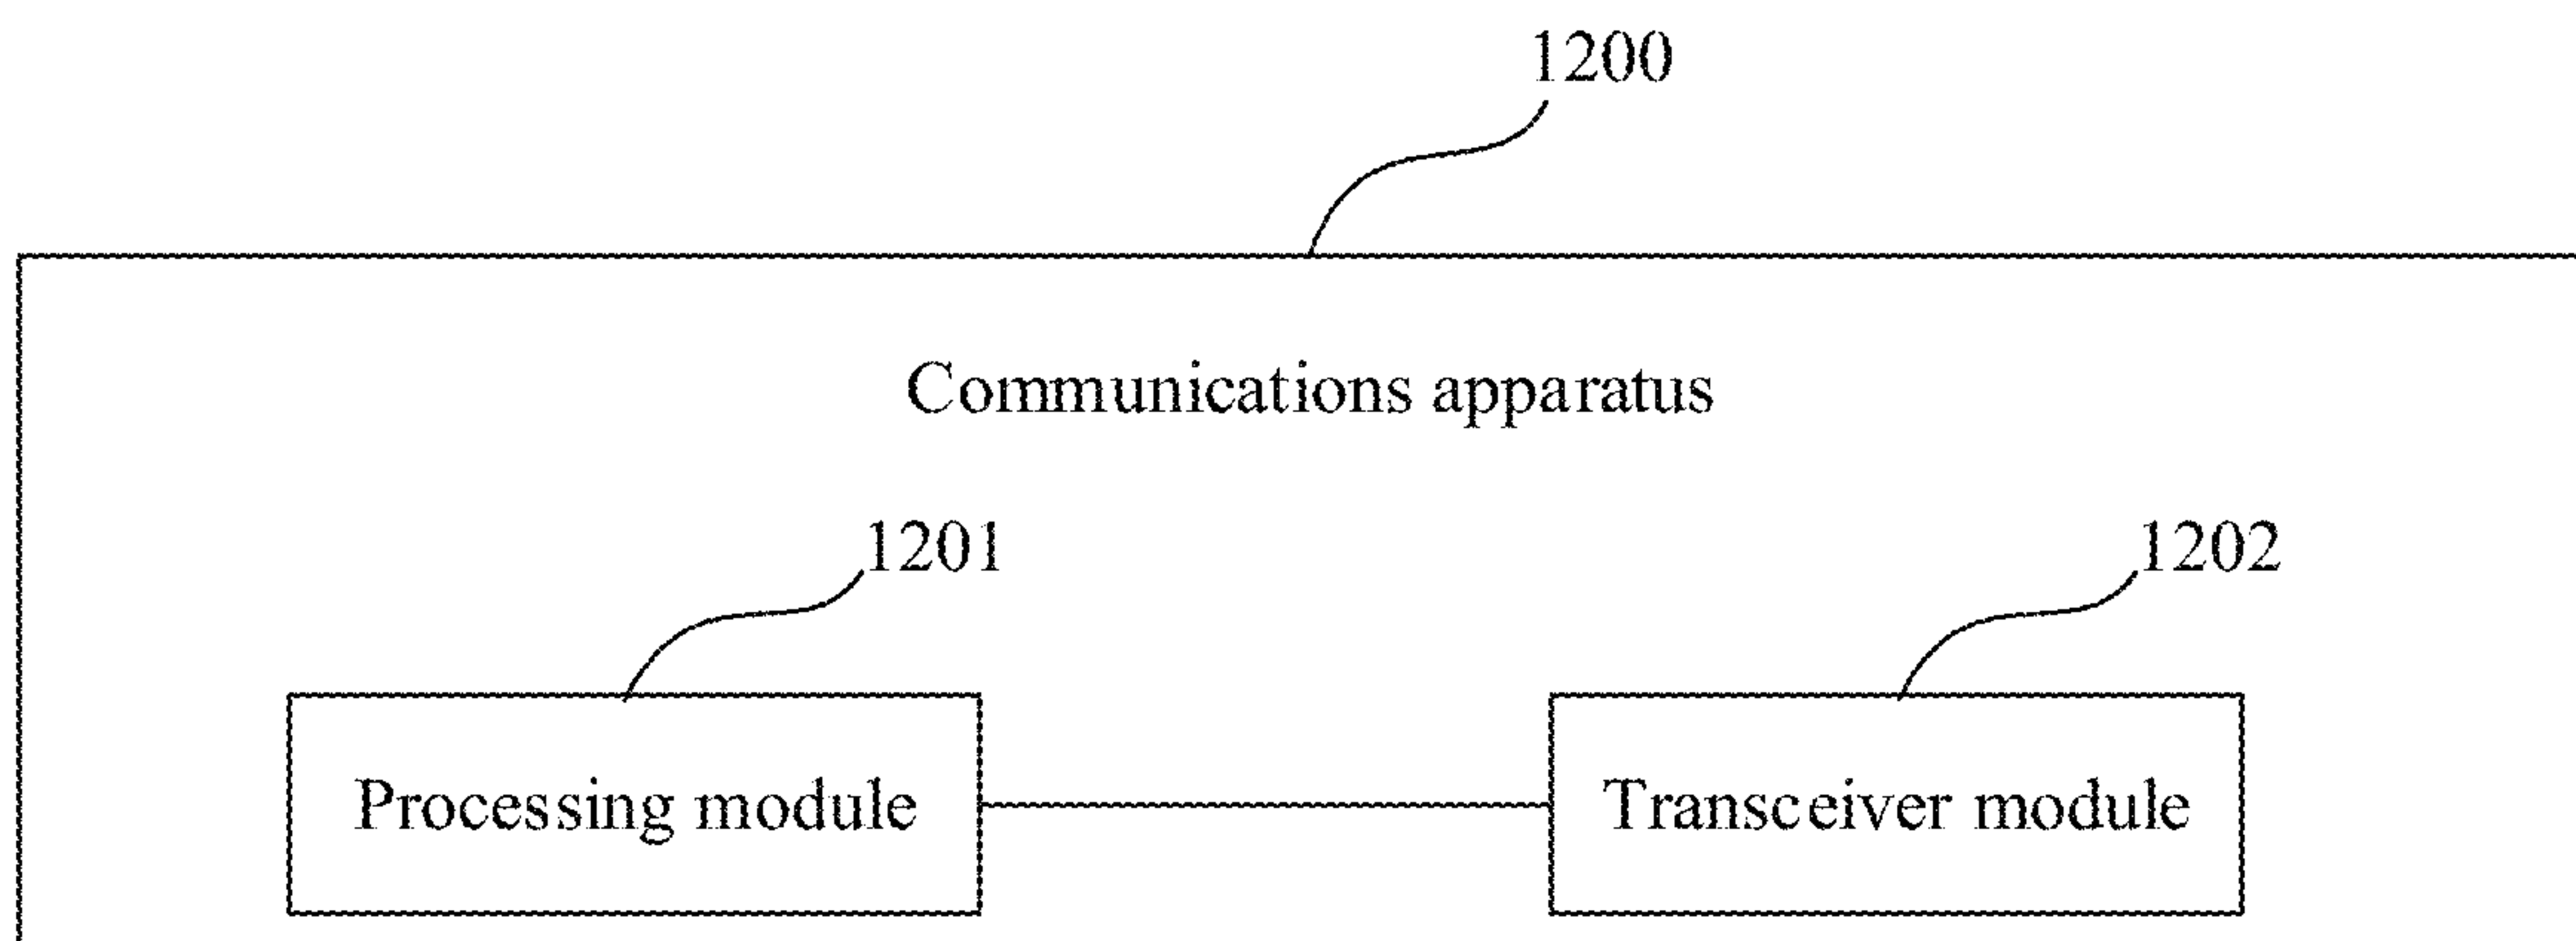 1200
Communications apparatus
1201
1202
Processing module
Transceiver module